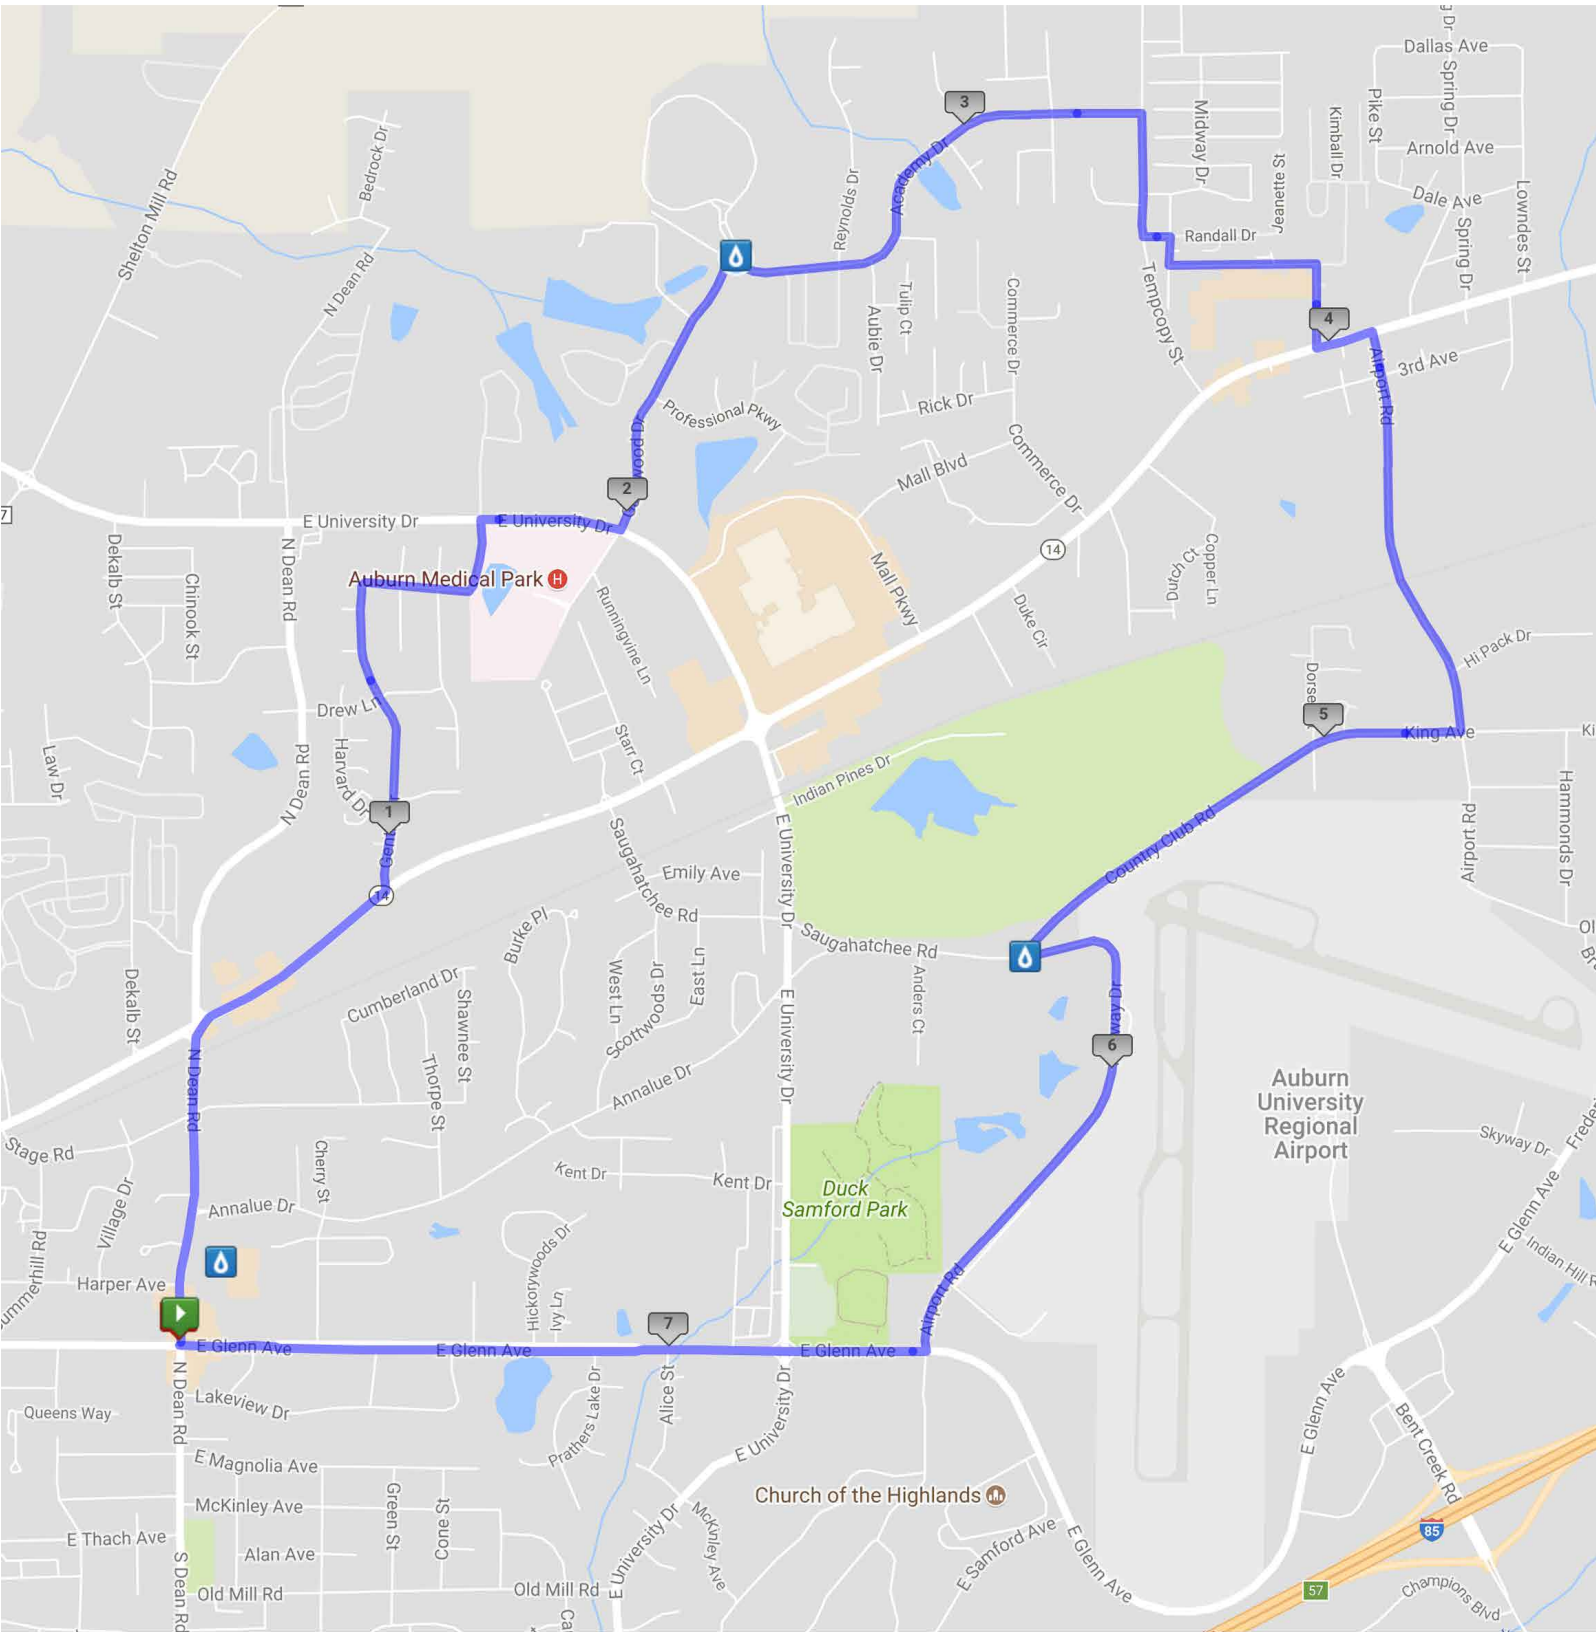 Dallas Ave
Spring Dr
Pike St
Kimball Dr
Midway Dr
Arnold Ave
Jeanette St
Dale Ave
Lowndes St
Spring Dr
3
Academy Dr
Bedrock Dr
Shelton Mill Rd
Reynolds Dr
Randall Dr
N Dean Rd
Tulip Ct
Aubie Dr
Commerce Dr
Tempcopy St
4
3rd Ave
Airport Rd
Professional Pkwy
Rick Dr
Commerce Dr
Mall Blvd
2
7
E University Dr
E University Dr
Dekalb St
N Dean Rd
Chinook St
Auburn Medical Park
H
Runningvine Ln
Mall Pkwy
14
Dutch Ct
Copper Ln
Duke Cir
Hi Pack Dr
Drew Ln
Harvard Dr
Law Dr
N Dean Rd
Starr Ct
5
King Ave
Ki
Indian Pines Dr
1
14
Saugahatchee Rd
Emily Ave
E University Dr
Country Club Rd
Airport Rd
Hammonds Dr
Burke Pl
Saugahatchee Rd
Anders Ct
Dekalb St
Cumberland Dr
Shawnee St
West Ln
Scottwoods Dr
East Ln
E University Dr
6
N Dean Rd
Thorpe St
Annalue Dr
Auburn
University
Regional
Airport
Stage Rd
Skyway Dr
Village Dr
Cherry St
Kent Dr
Kent Dr
Duck
Samford Park
Annalue Dr
E Glenn Ave
Indian Hill R
Harper Ave
Hickorywoods Dr
Ivy Ln
Airport Rd
7
E Glenn Ave
E Glenn Ave
E Glenn Ave
N Dean Rd
Lakeview Dr
Queens Way
Prathers Lake Dr
Alice St
E University Dr
E University Dr
E Glenn Ave
Bent Creek Rd
E Magnolia Ave
McKinley Ave
Green St
Cone St
Church of the Highlands
McKinley Ave
E Thach Ave
Alan Ave
S Dean Rd
Old Mill Rd
Old Mill Rd
E University Dr
E Samford Ave
E Glenn Ave
85
57
Champions Blvd